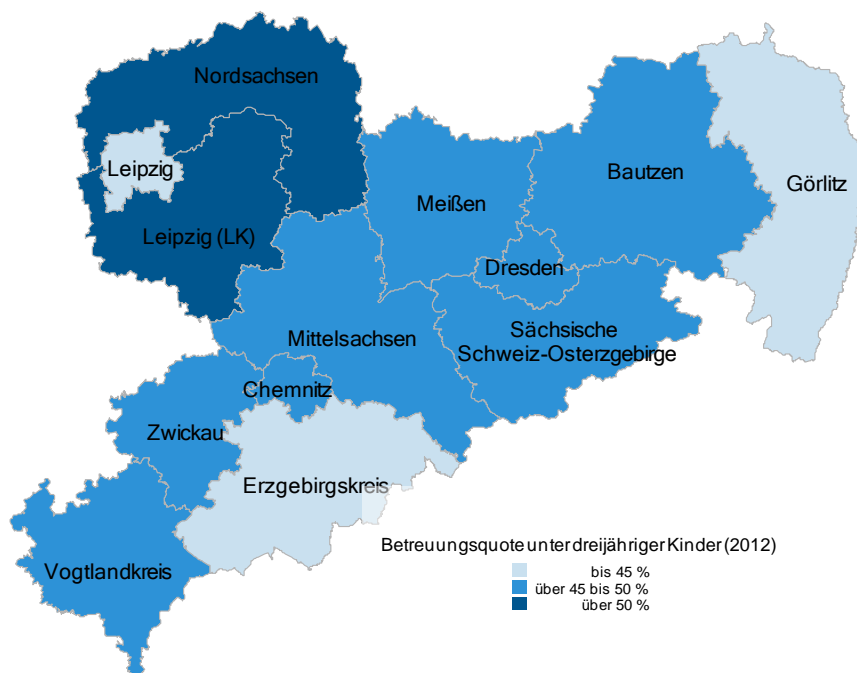 Nordsachsen
Leipzig
Leipzig (LK)
Meißen
Bautzen
Görlitz
Dresden
Mittelsachsen
Sächsische
Schweiz-Osterzgebirge
Chemnitz
Zwickau
Erzgebirgskreis
Vogtlandkreis
Betreuungsquote unter dreijähriger Kinder (2012)
bis 45 %
über 45 bis 50 %
über 50 %